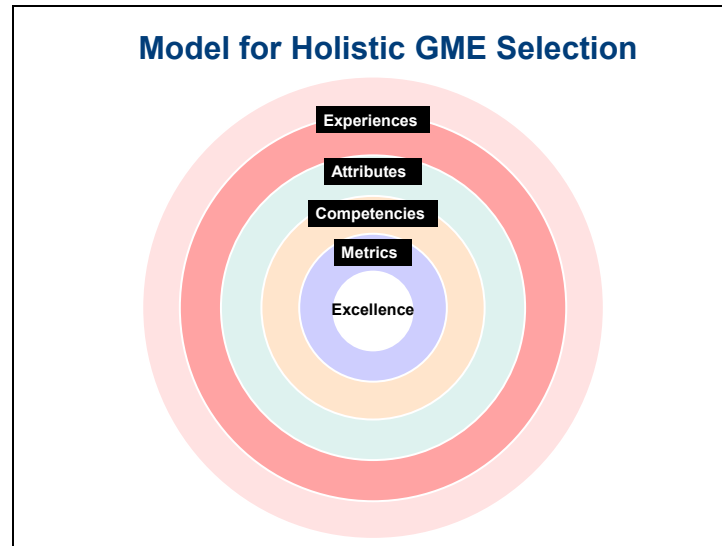 Model for Holistic GME Selection
Experiences
Attributes
Competencies
Metrics
Excellence